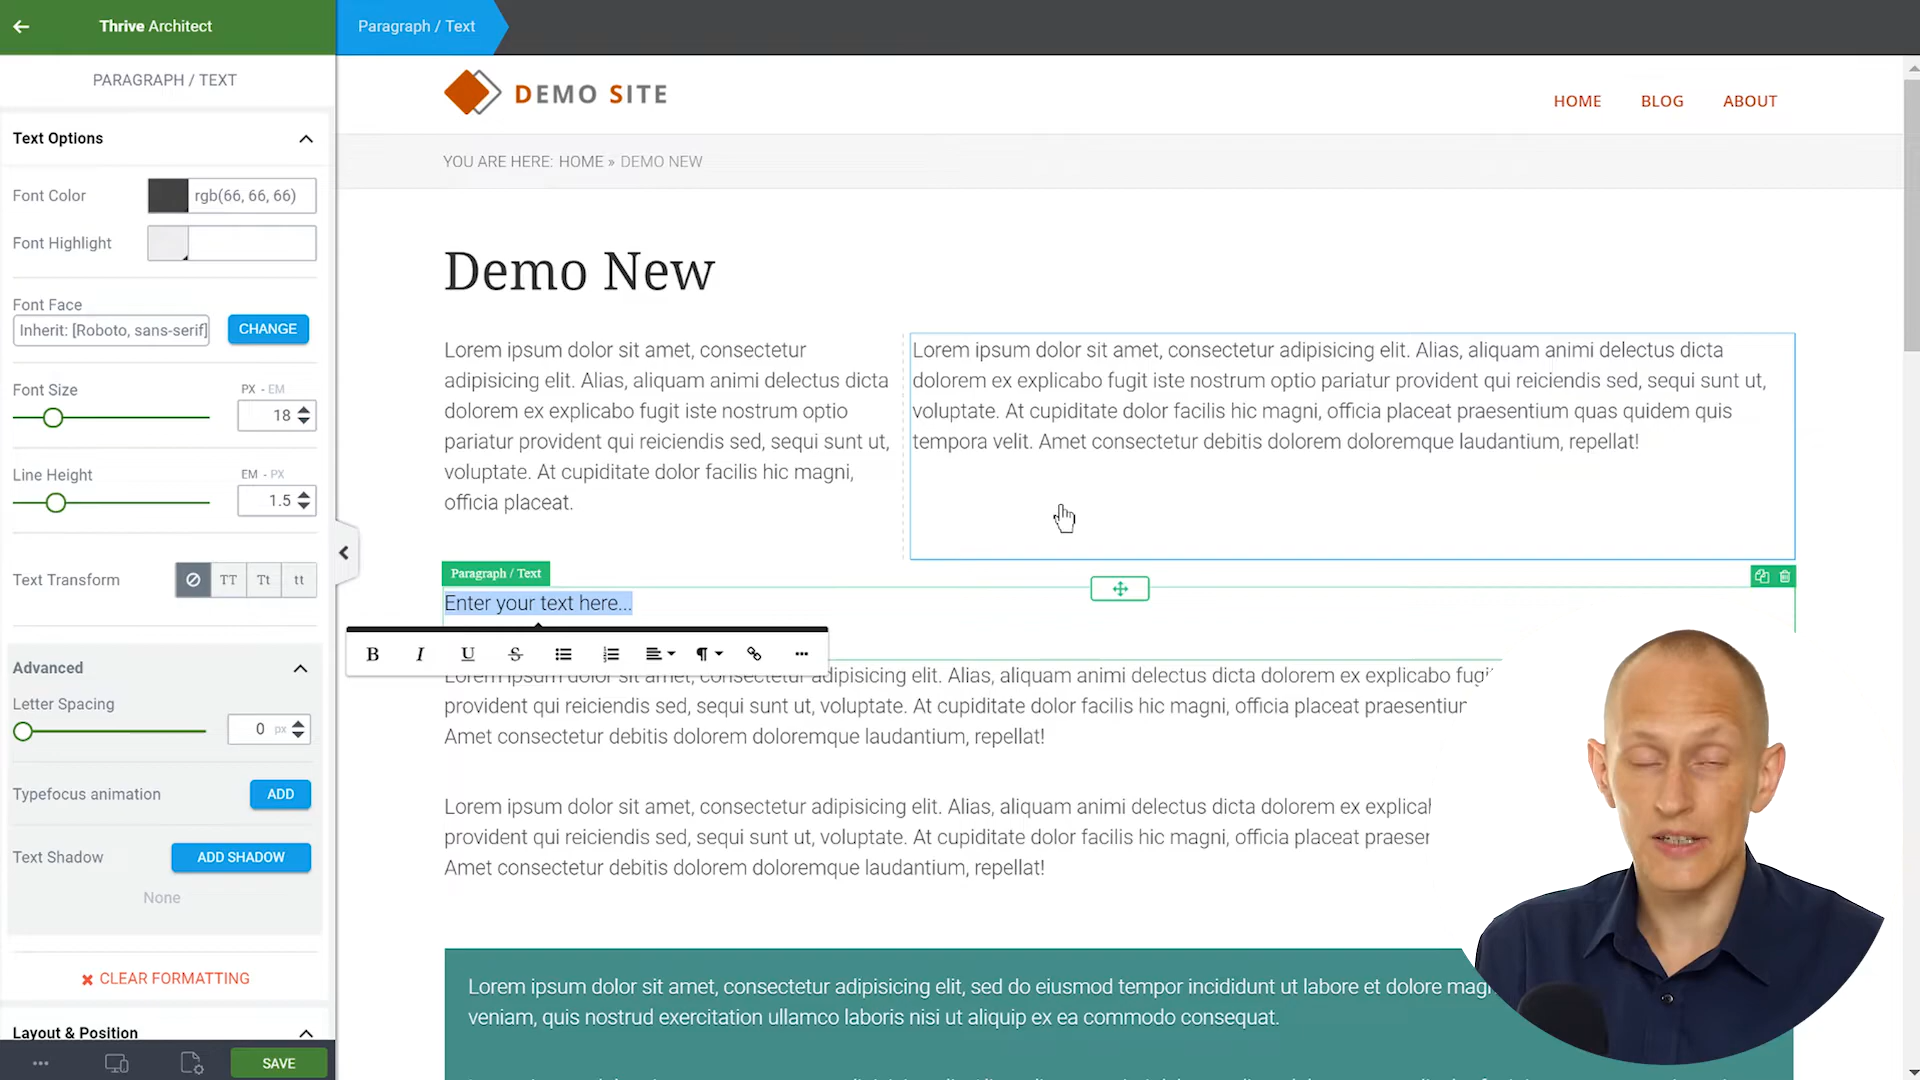 Thrive Architect
Paragraph / Text
PARAGRAPH / TEXT
Text Options
Font Color
rgb(66, 66, 66)
Font Highlight
Font Face
Inherit: [Roboto, sans-serif]
CHANGE
Font Size
PX - EM
18
Line Height
EM - PX
1.5
Text Transform
TT
Tt
tt
Advanced
Letter Spacing
0 px
Typefocus animation
ADD
Text Shadow
ADD SHADOW
None
CLEAR FORMATTING
Layout & Position
SAVE
DEMO SITE
HOME
BLOG
ABOUT
YOU ARE HERE: HOME » DEMO NEW
Demo New
Lorem ipsum dolor sit amet, consectetur
adipisicing elit. Alias, aliquam animi delectus dicta
dolorem ex explicabo fugit iste nostrum optio
pariatur provident qui reiciendis sed, sequi sunt ut,
voluptate. At cupiditate dolor facilis hic magni,
officia placeat.
Lorem ipsum dolor sit amet, consectetur adipisicing elit. Alias, aliquam animi delectus dicta
dolorem ex explicabo fugit iste nostrum optio pariatur provident qui reiciendis sed, sequi sunt ut,
voluptate. At cupiditate dolor facilis hic magni, officia placeat praesentium quas quidem quis
tempora velit. Amet consectetur debitis dolorem doloremque laudantium, repellat!
Paragraph / Text
Enter your text here...
B I U S
Lorem ipsum dolor sit amet, consectetur adipisicing elit. Alias, aliquam animi delectus dicta dolorem ex explicabo fugi
provident qui reiciendis sed, sequi sunt ut, voluptate. At cupiditate dolor facilis hic magni, officia placeat praesentiu
Amet consectetur debitis dolorem doloremque laudantium, repellat!
Lorem ipsum dolor sit amet, consectetur adipisicing elit. Alias, aliquam animi delectus dicta dolorem ex explica
provident qui reiciendis sed, sequi sunt ut, voluptate. At cupiditate dolor facilis hic magni, officia placeat praeser
Amet consectetur debitis dolorem doloremque laudantium, repellat!
Lorem ipsum dolor sit amet, consectetur adipisicing elit, sed do eiusmod tempor incididunt ut labore et dolore mag
veniam, quis nostrud exercitation ullamco laboris nisi ut aliquip ex ea commodo consequat.